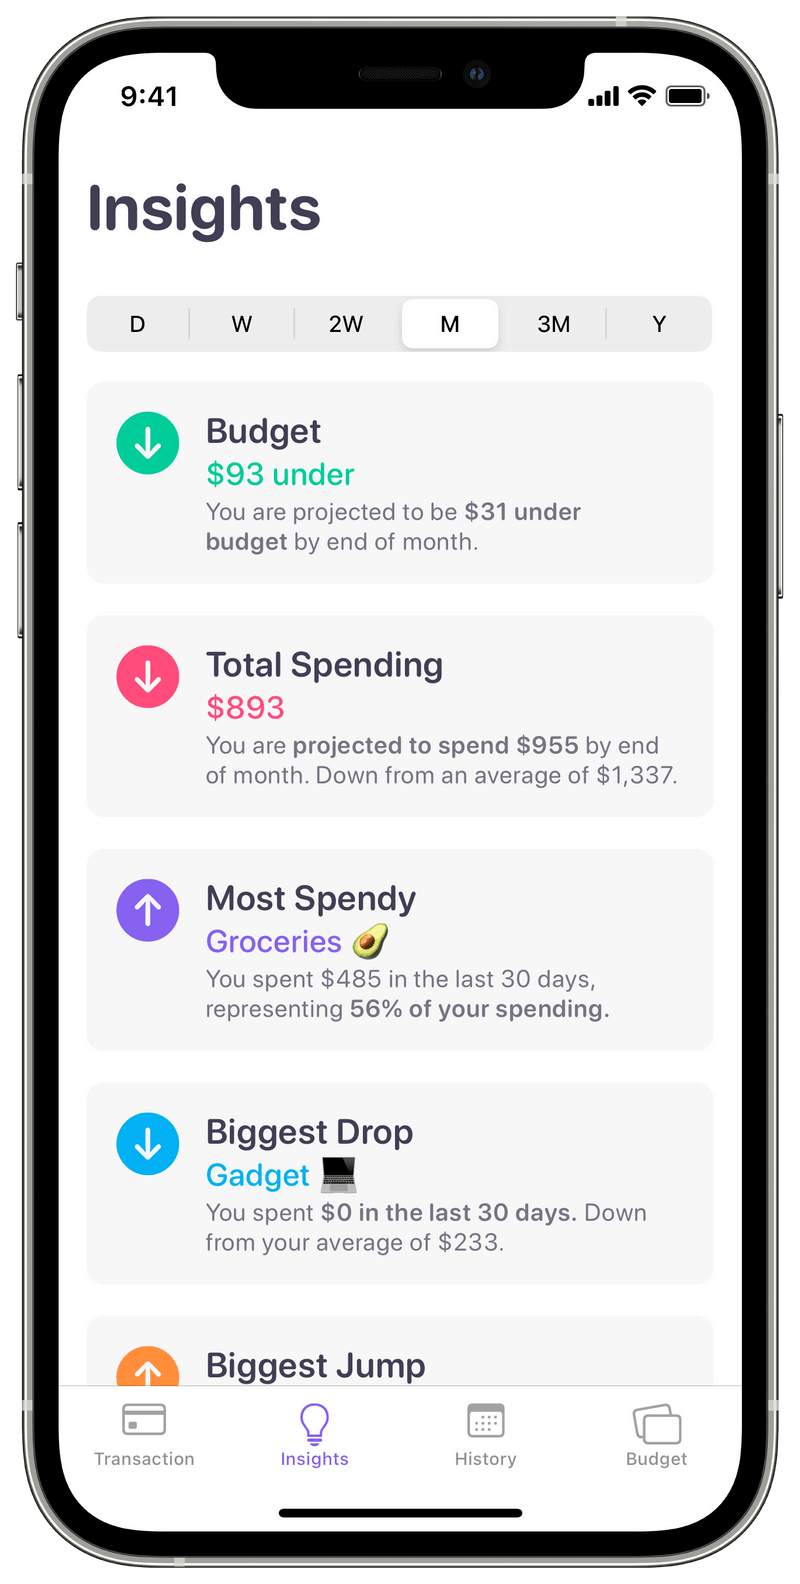 9:41
Insights
D W 2W M 3M Y
Budget
$93 under
You are projected to be $31 under
budget by end of month.
Total Spending
$893
You are projected to spend $955 by end
of month. Down from an average of $1,337.
Most Spendy
Groceries 🥑
You spent $485 in the last 30 days,
representing 56% of your spending.
Biggest Drop
Gadget 💻
You spent $0 in the last 30 days. Down
from your average of $233.
Biggest Jump
Transaction Insights History Budget